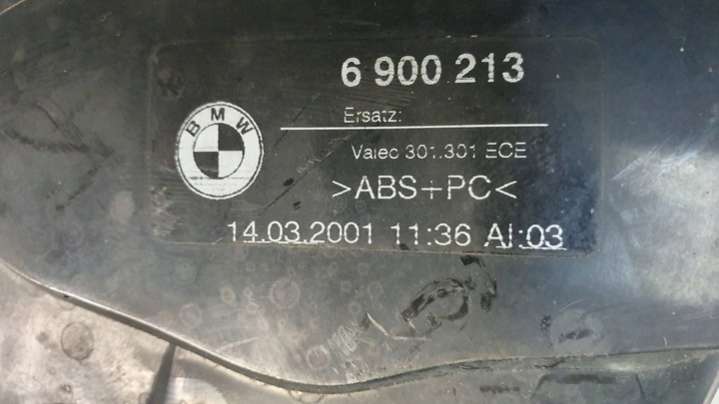 6 900 213
BMW
Ersatz:
Valeo 301.301 ECE
>ABS+PC<
14.03.2001 11:36 AI:03